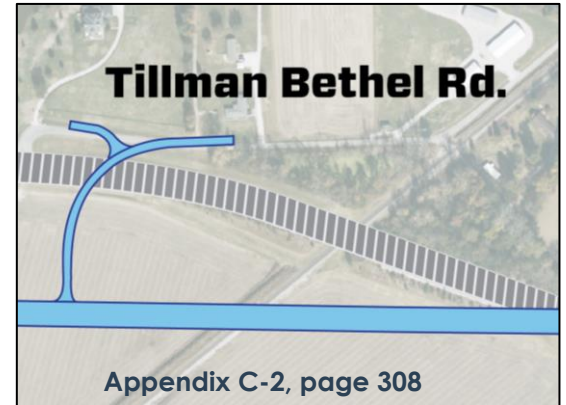 Tillman Bethel Rd.
Appendix C-2, page 308